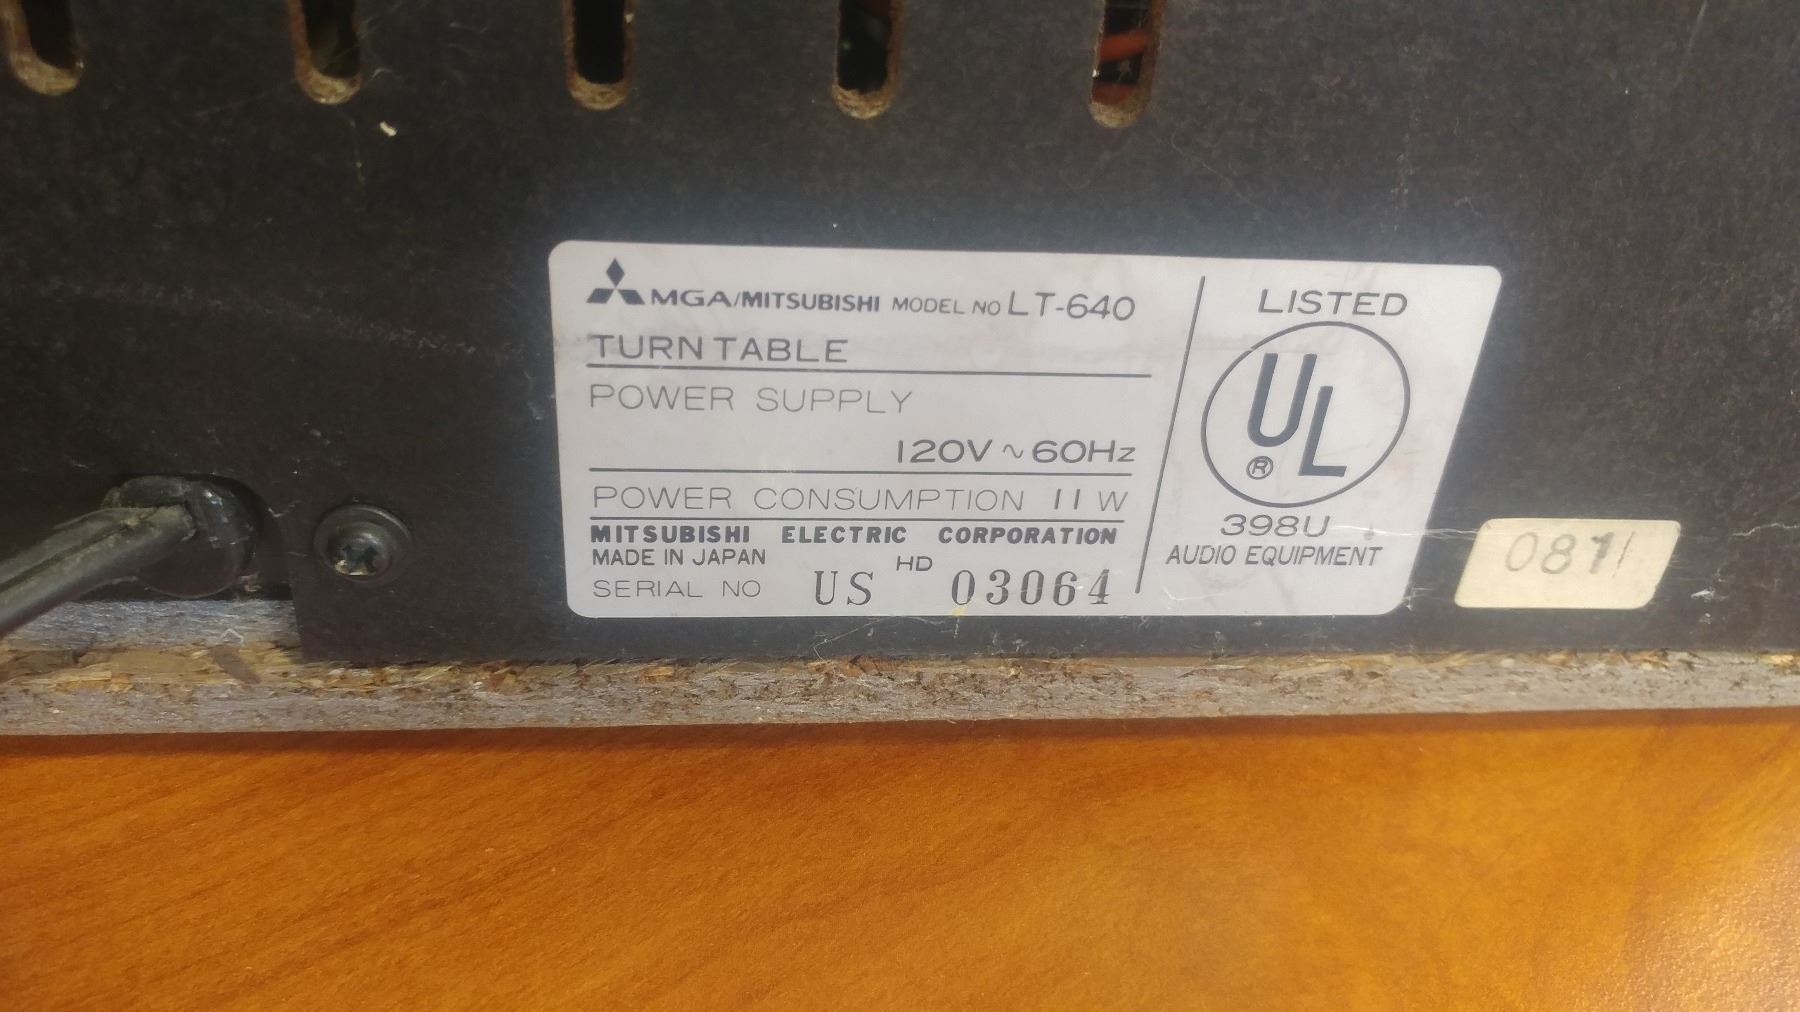 MGA/MITSUBISHI MODEL NO LT-640
TURNTABLE
POWER SUPPLY
120V ~ 60Hz
POWER CONSUMPTION 11 W
MITSUBISHI ELECTRIC CORPORATION
MADE IN JAPAN
HD
SERIAL NO US 03064
LISTED
UL
®
398U
AUDIO EQUIPMENT